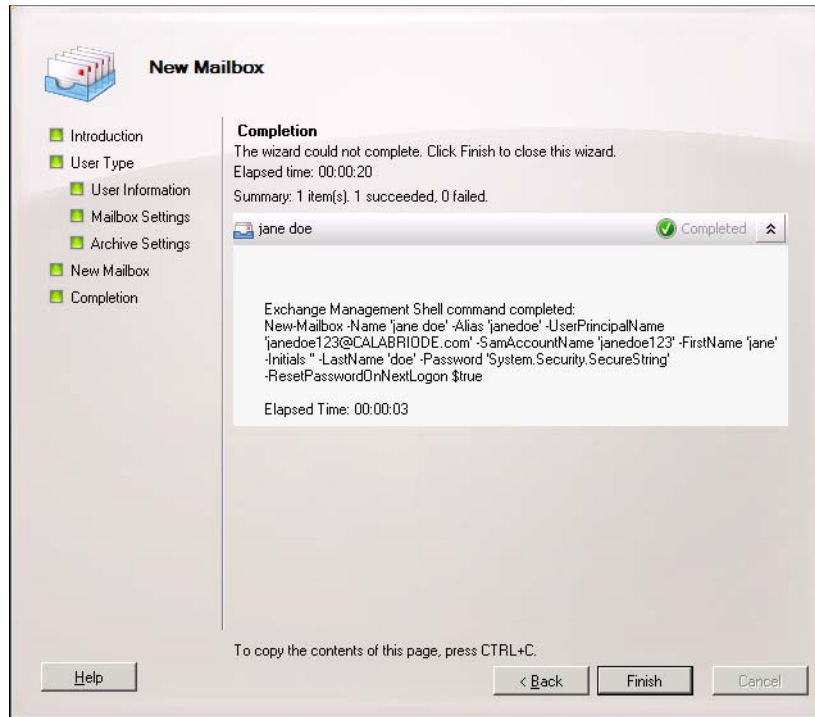 New Mailbox
Introduction
User Type
User Information
Mailbox Settings
Archive Settings
New Mailbox
Completion
Completion
The wizard could not complete. Click Finish to close this wizard.
Elapsed time: 00:00:20
Summary: 1 item(s). 1 succeeded, 0 failed.
jane doe
Completed
Exchange Management Shell command completed:
New-Mailbox -Name 'jane doe' -Alias 'janedoe' -UserPrincipalName
'janedoe123@CALABRIODE.com' -SamAccountName 'janedoe123' -FirstName 'jane'
-Initials '' -LastName 'doe' -Password 'System.Security.SecureString'
-ResetPasswordOnNextLogon $true
Elapsed Time: 00:00:03
To copy the contents of this page, press CTRL+C.
Help
< Back
Finish
Cancel